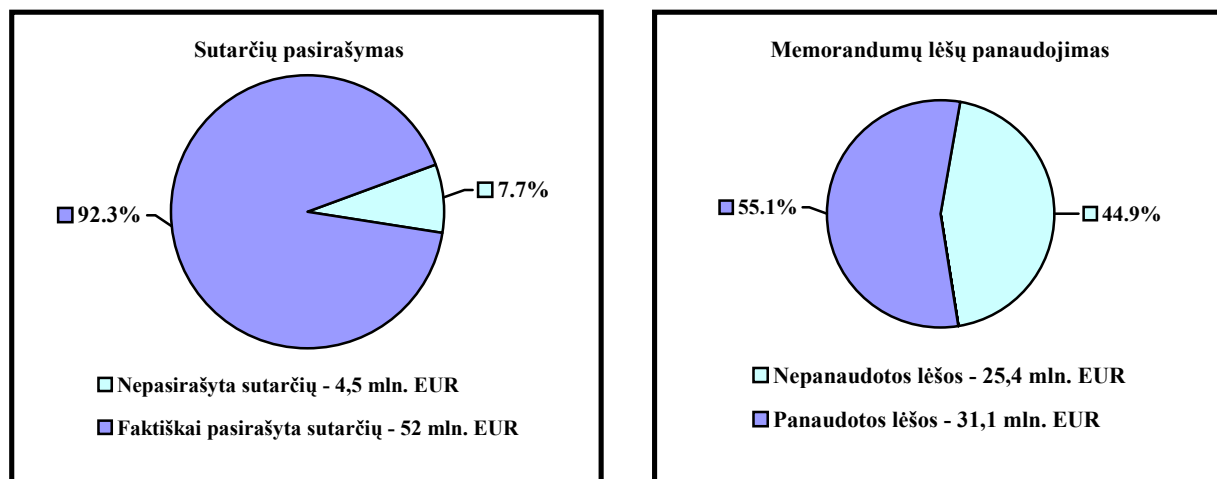 Sutarčių pasirašymas
92.3%
7.7%
Nepasirašyta sutarčių - 4,5 mln. EUR
Faktiškai pasirašyta sutarčių - 52 mln. EUR
Memorandumų lėšų panaudojimas
55.1%
44.9%
Nepanaudotos lėšos - 25,4 mln. EUR
Panaudotos lėšos - 31,1 mln. EUR